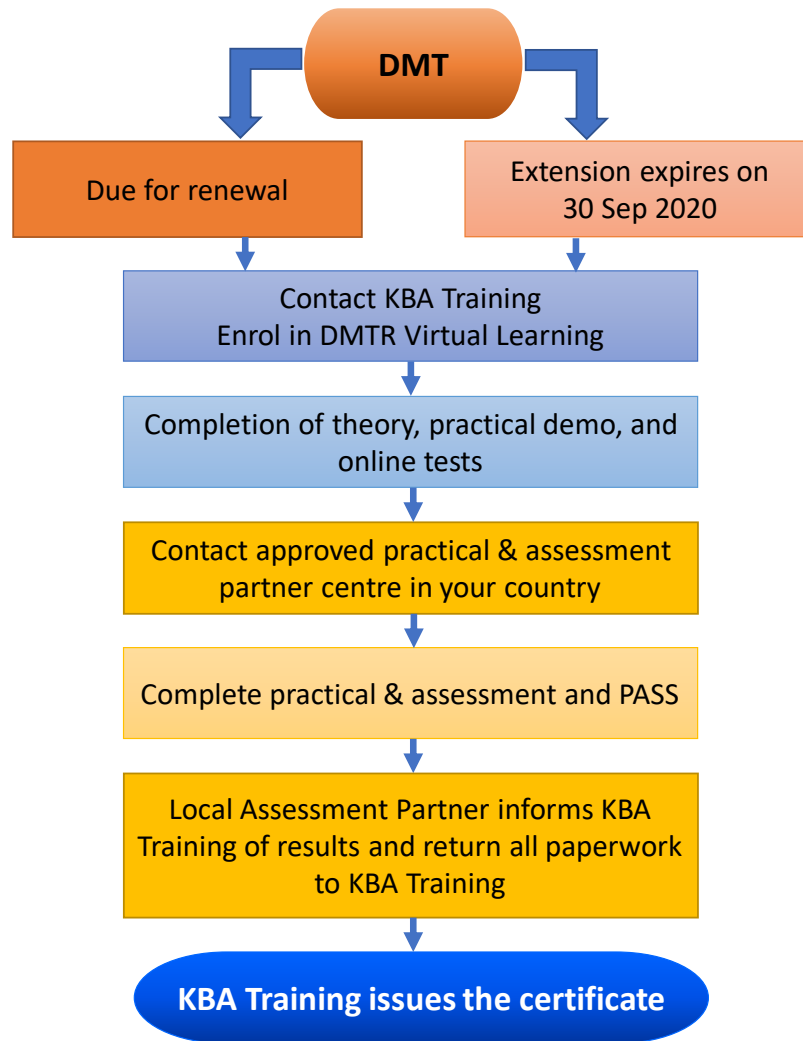 DMT
Due for renewal
Extension expires on
30 Sep 2020
Contact KBA Training
Enrol in DMTR Virtual Learning
Completion of theory, practical demo, and
online tests
Contact approved practical & assessment
partner centre in your country
Complete practical & assessment and PASS
Local Assessment Partner informs KBA
Training of results and return all paperwork
to KBA Training
KBA Training issues the certificate